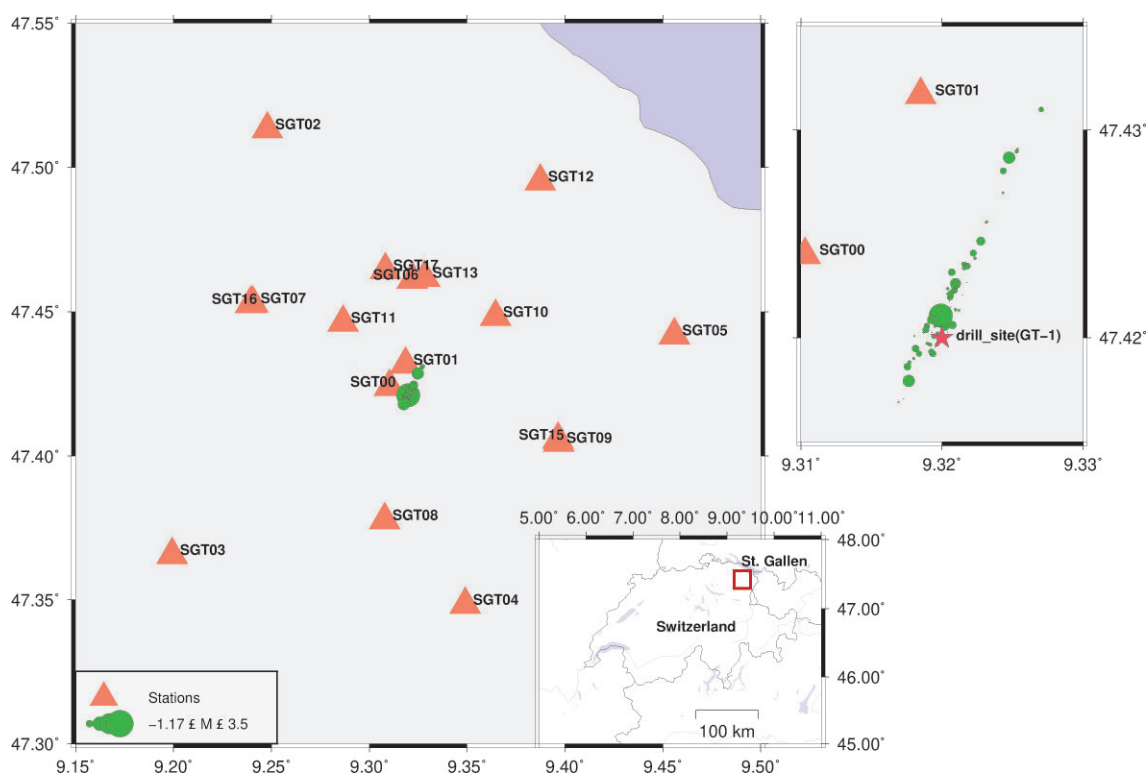 47.55°
47.50°
47.45°
47.40°
47.35°
47.30°
9.15°
9.20°
9.25°
9.30°
9.35°
9.40°
9.45°
9.50°
SGT02
SGT12
SGT17
SGT06
SGT13
SGT16
SGT07
SGT11
SGT10
SGT05
SGT01
SGT00
SGT15
SGT09
SGT08
SGT03
SGT04
Stations
−1.17 £ M £ 3.5
SGT01
SGT00
drill_site(GT−1)
47.43°
47.42°
9.31°
9.32°
9.33°
5.00°
6.00°
7.00°
8.00°
9.00°
10.00°
11.00°
48.00°
47.00°
46.00°
45.00°
St. Gallen
Switzerland
100 km